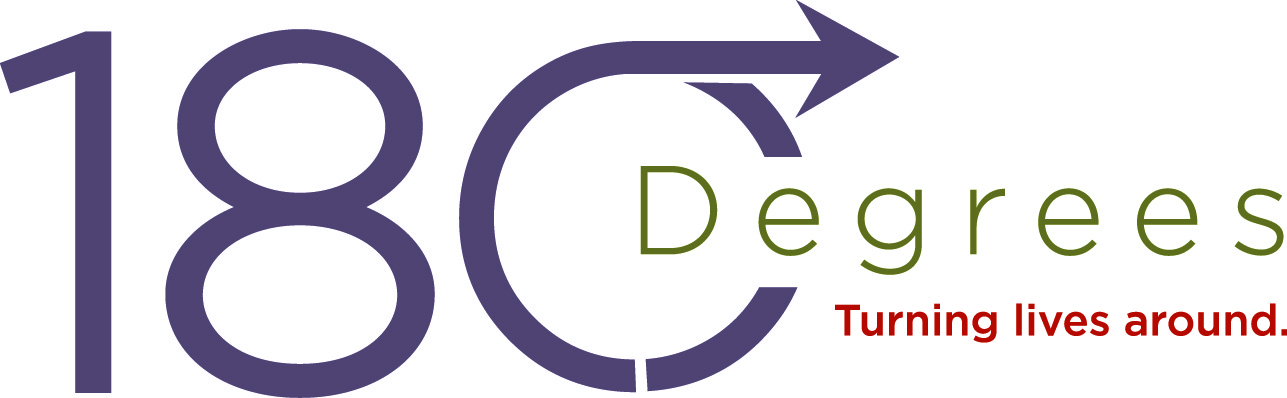 180
Degrees
Turning lives around.